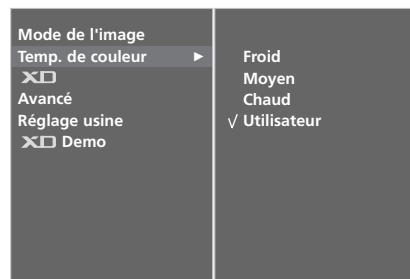 Mode de l'image
Temp. de couleur ►
XD
Avancé
Réglage usine
XD Demo
Froid
Moyen
Chaud
√ Utilisateur